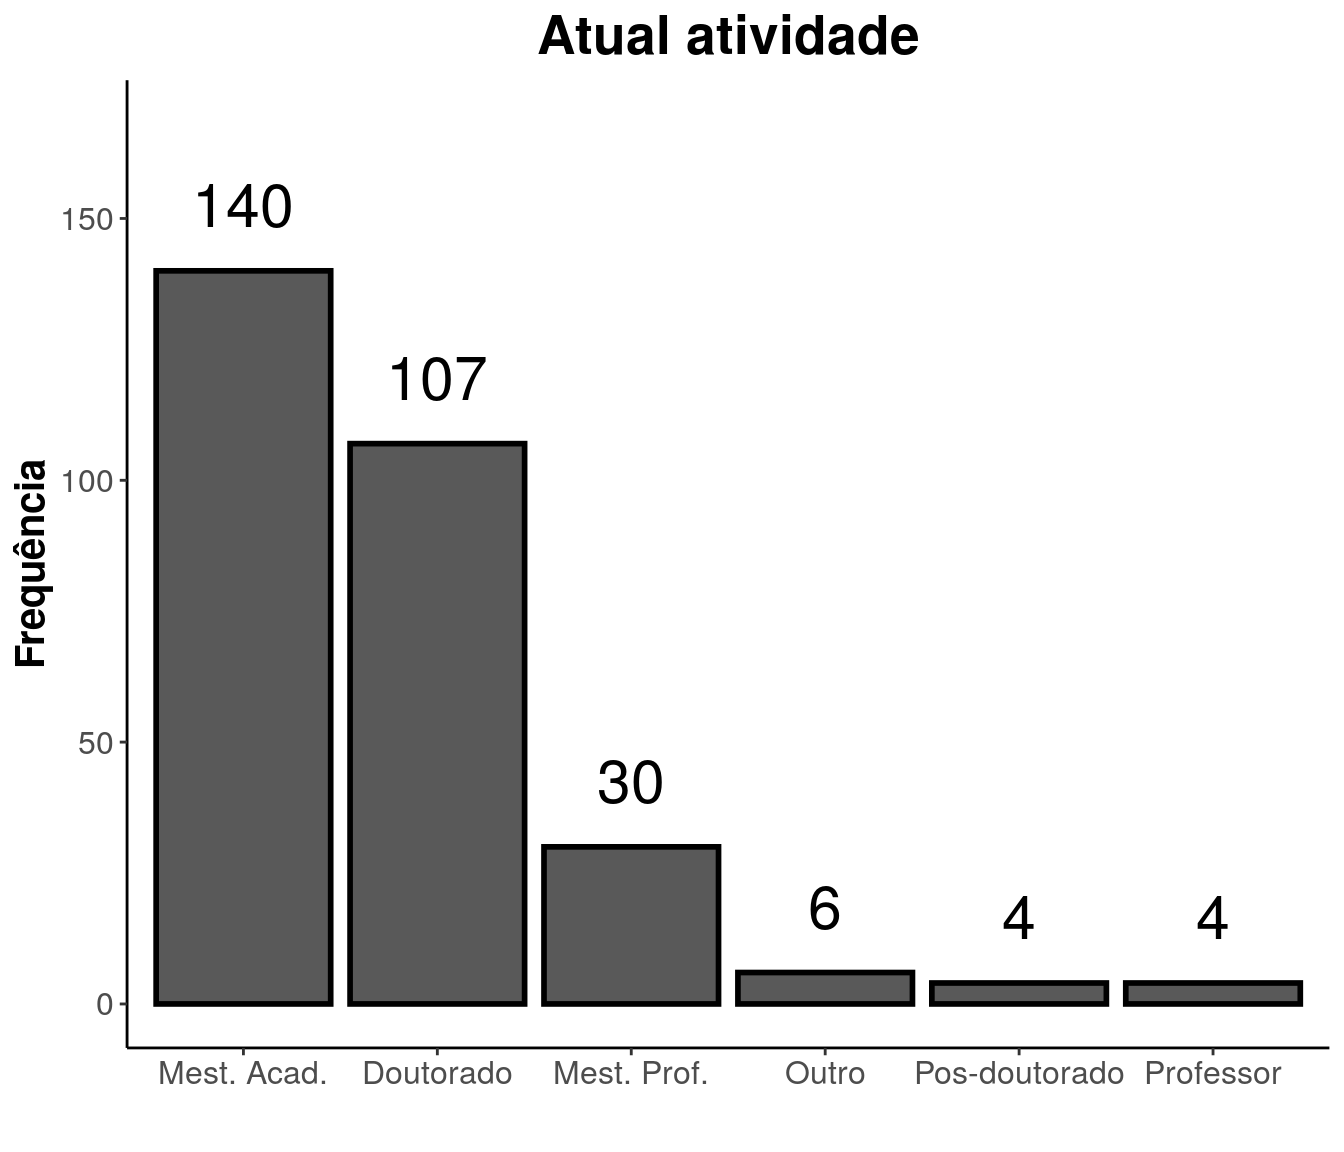 Atual atividade
Frequência
150
100
50
0
140
107
30
6
4
4
Mest. Acad.
Doutorado
Mest. Prof.
Outro
Pos-doutorado
Professor